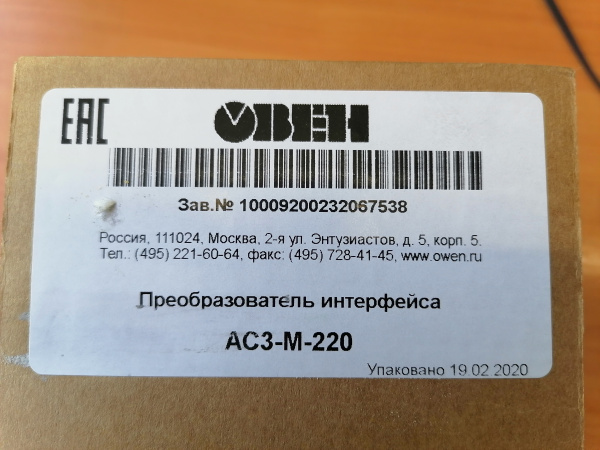 EAC
ОВЕН
Зав.№ 10009200232067538
Россия, 111024, Москва, 2-я ул. Энтузиастов, д. 5, корп. 5.
Тел.: (495) 221-60-64, факс: (495) 728-41-45, www.owen.ru
Преобразователь интерфейса
АС3-М-220
Упаковано 19.02.2020